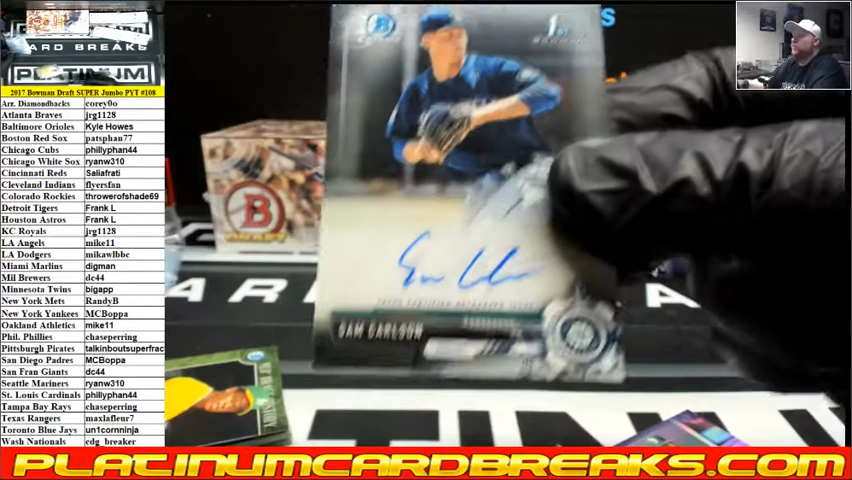 CARD BREAKS
PLATINUM
2017 Bowman Draft SUPER Jumbo PYT #108
Arz. Diamondbacks corey0o
Atlanta Braves jrg1128
Baltimore Orioles Kyle Howes
Boston Red Sox patsphan77
Chicago Cubs phillyphan44
Chicago White Sox ryanw310
Cincinnati Reds Saliafrati
Cleveland Indians flyersfan
Colorado Rockies throwerofshade69
Detroit Tigers Frank L
Houston Astros Frank L
KC Royals jrg1128
LA Angels mike11
LA Dodgers mikawlbbc
Miami Marlins digman
Mil Brewers dc44
Minnesota Twins bigapp
New York Mets RandyB
New York Yankees MCBoppa
Oakland Athletics mike11
Phil. Phillies chaseperring
Pittsburgh Pirates talkinboutsuperfrac
San Diego Padres MCBoppa
San Fran Giants dc44
Seattle Mariners ryanw310
St. Louis Cardinals phillyphan44
Tampa Bay Rays chaseperring
Texas Rangers maxlafleur7
Toronto Blue Jays un1cornninja
Wash Nationals cdg_breaker
1st
B
TOPPS CERTIFIED AUTOGRAPH ISSUE
SAM CARLSON
PLATINUMCARDBREAKS.COM